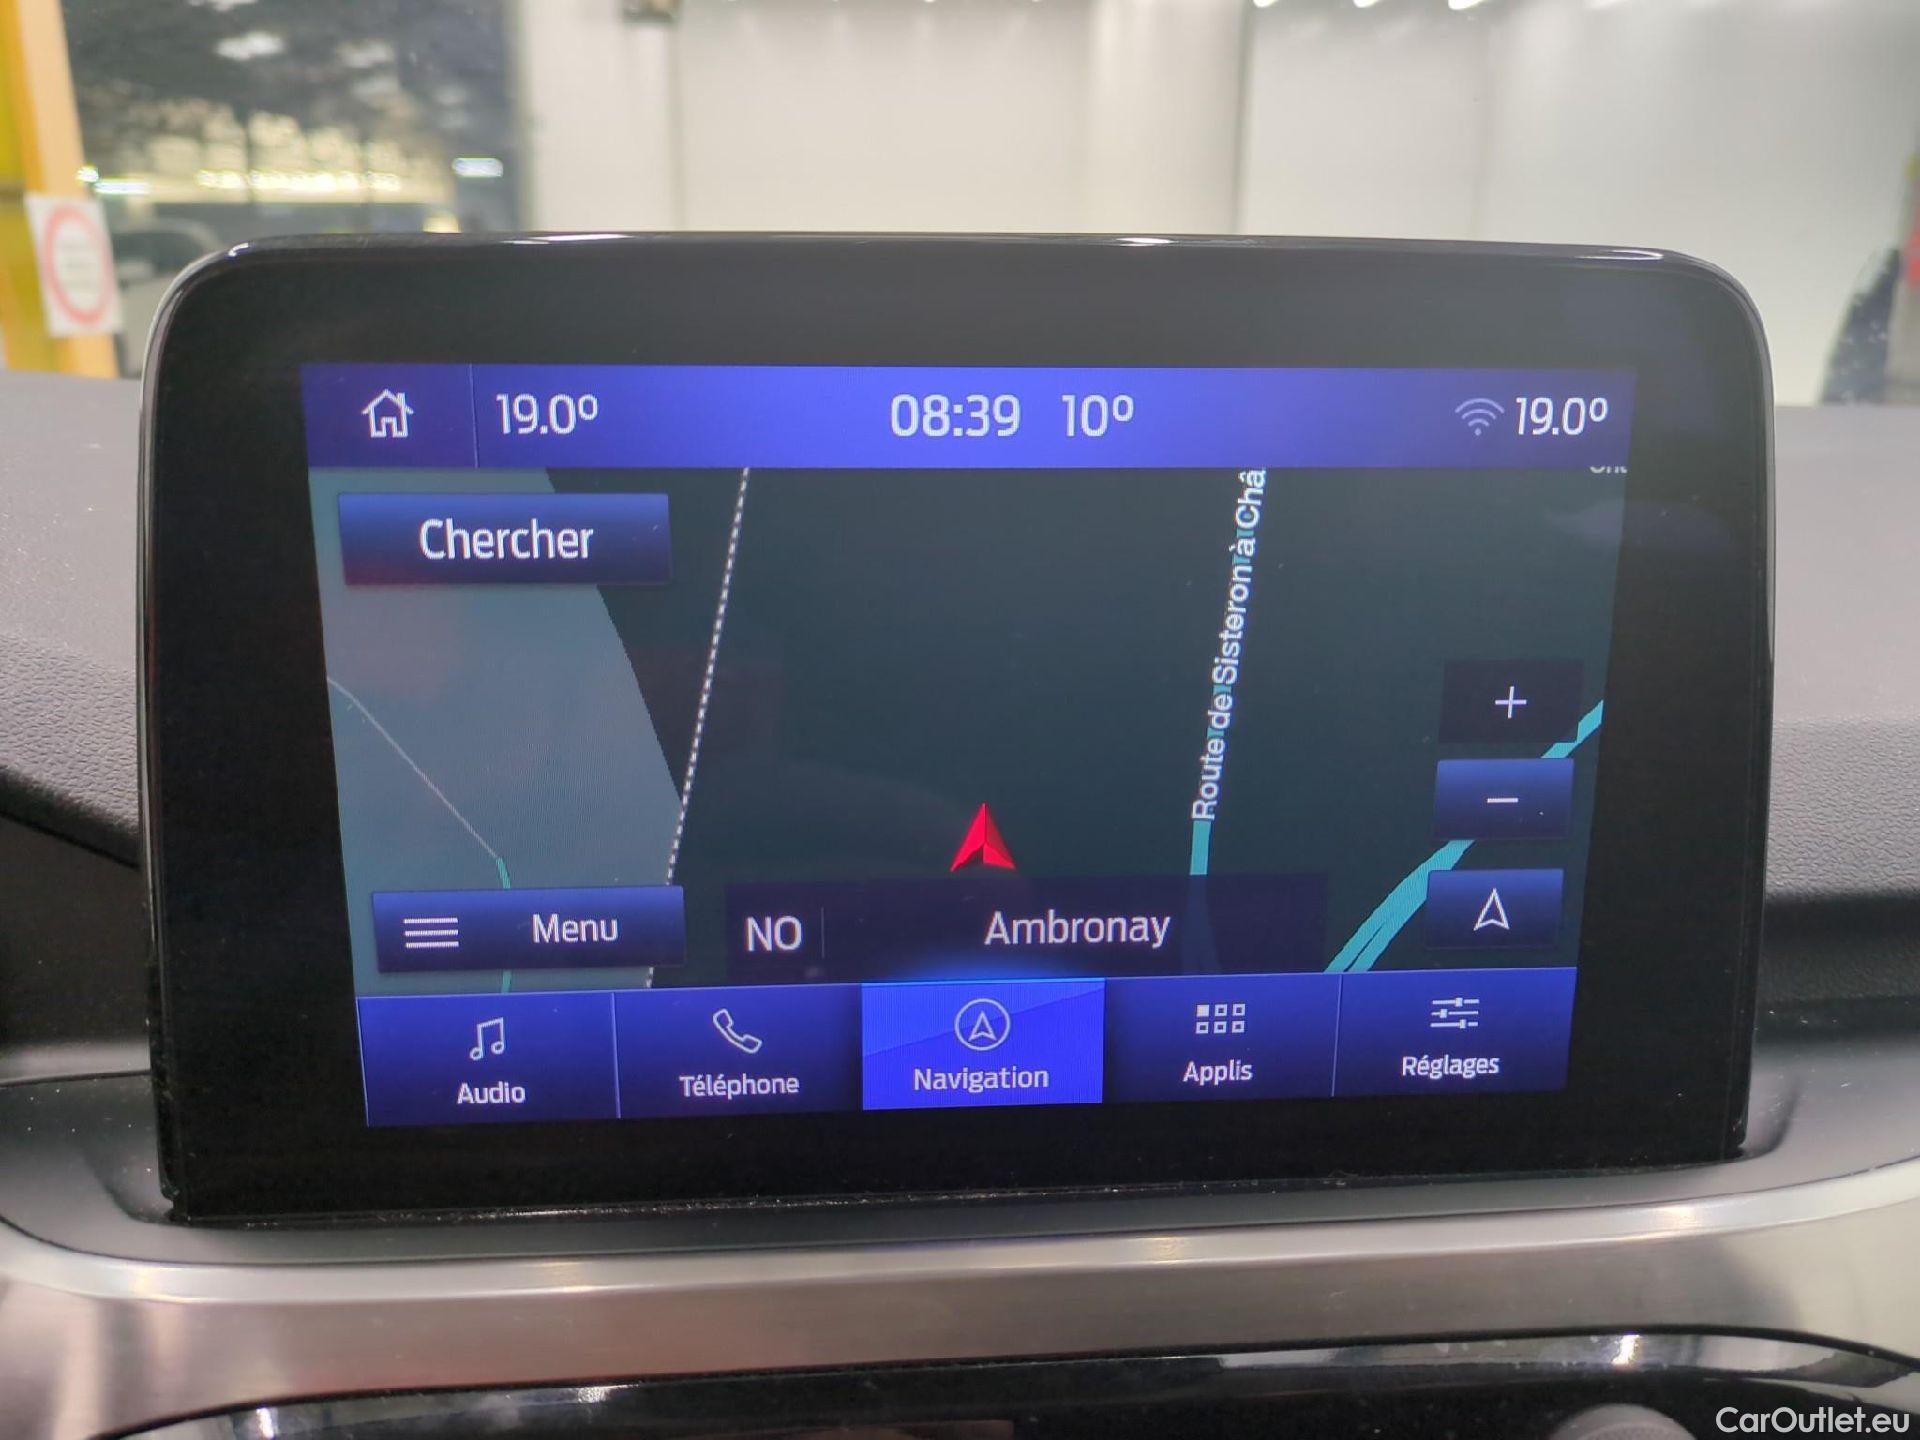 19.0° 08:39 10° 19.0°
Chercher
Route de Sisteron à Châ
+
−
Menu NO Ambronay
Audio Téléphone Navigation Applis Réglages
CarOutlet.eu